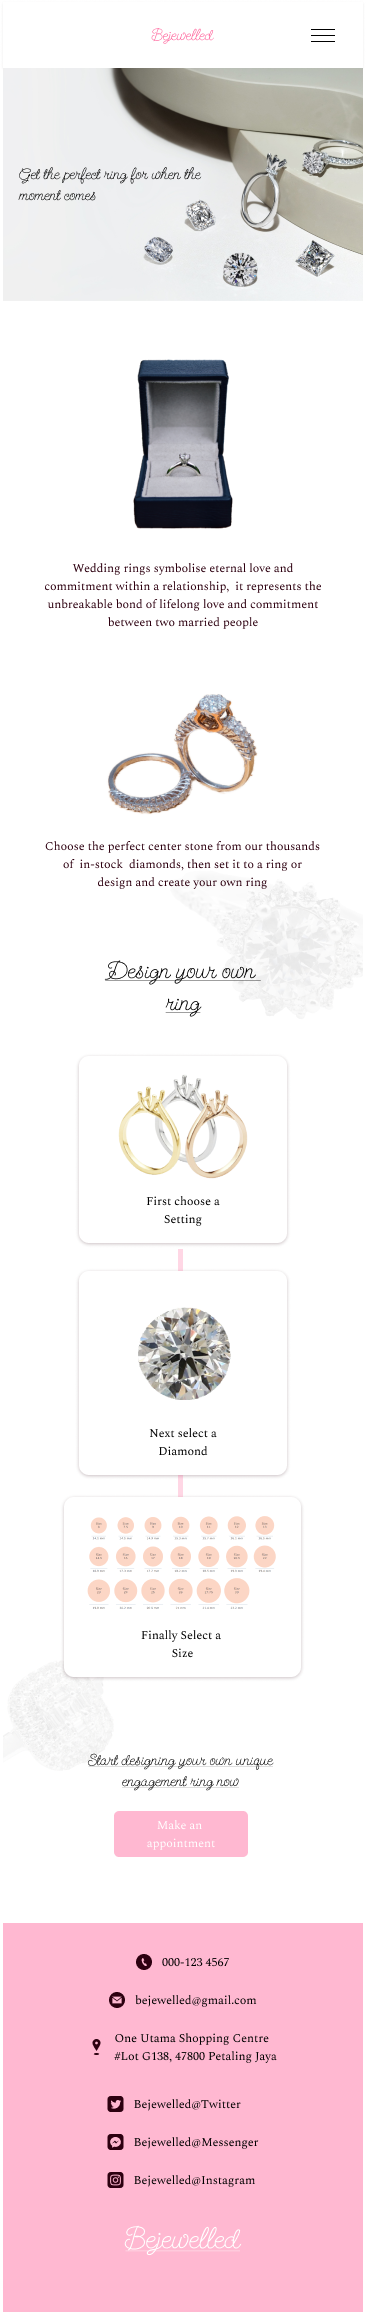 Bejewelled
Get the perfect ring for when the
moment comes
Wedding rings symbolise eternal love and
commitment within a relationship, it represents the
unbreakable bond of lifelong love and commitment
between two married people
Choose the perfect center stone from our thousands
of in-stock diamonds, then set it to a ring or
design and create your own ring
Design your own
ring
First choose a
Setting
Next select a
Diamond
Finally Select a
Size
Start designing your own unique
engagement ring now
Make an
appointment
000-123 4567
bejewelled@gmail.com
One Utama Shopping Centre
#Lot G138, 47800 Petaling Jaya
Bejewelled@Twitter
Bejewelled@Messenger
Bejewelled@Instagram
Bejewelled